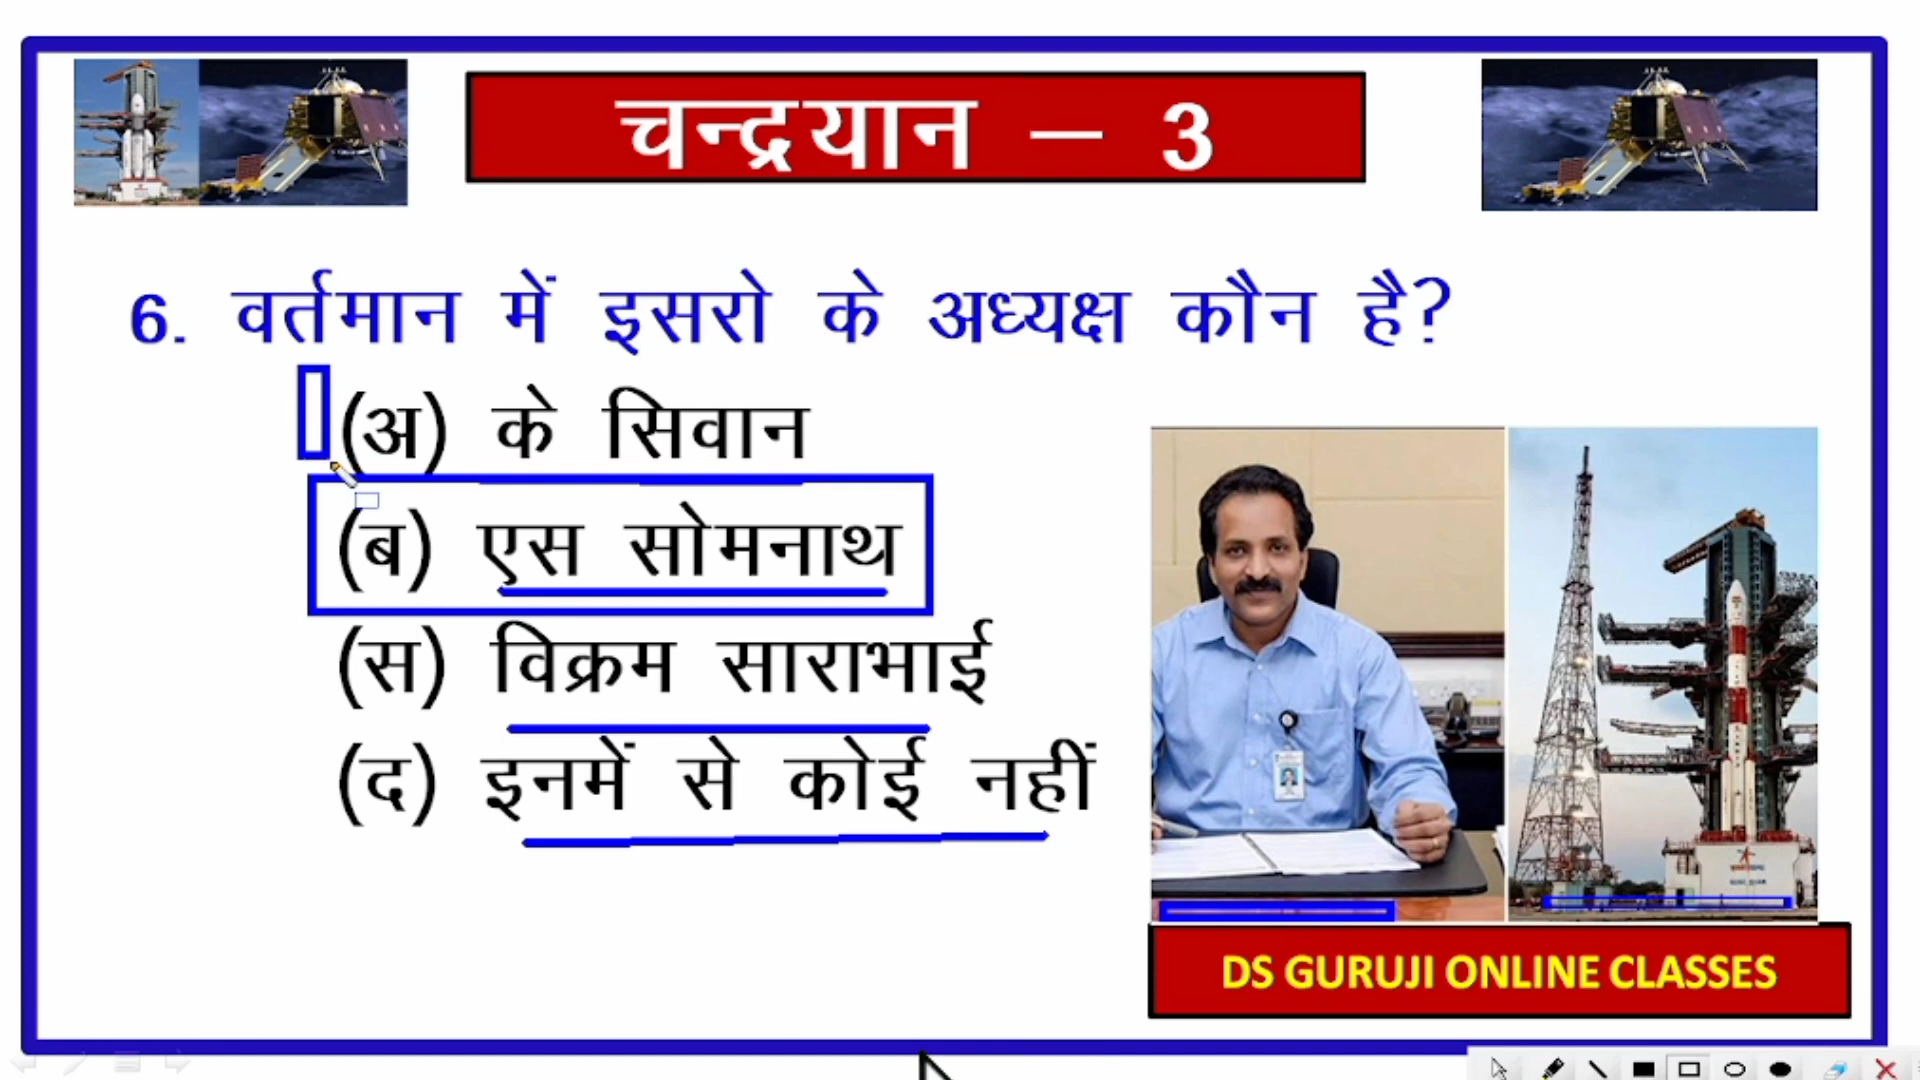 चन्द्रयान – 3
6. वर्तमान में इसरो के अध्यक्ष कौन है?
(अ) के सिवान
(ब) एस सोमनाथ
(स) विक्रम साराभाई
(द) इनमें से कोई नहीं
DS GURUJI ONLINE CLASSES